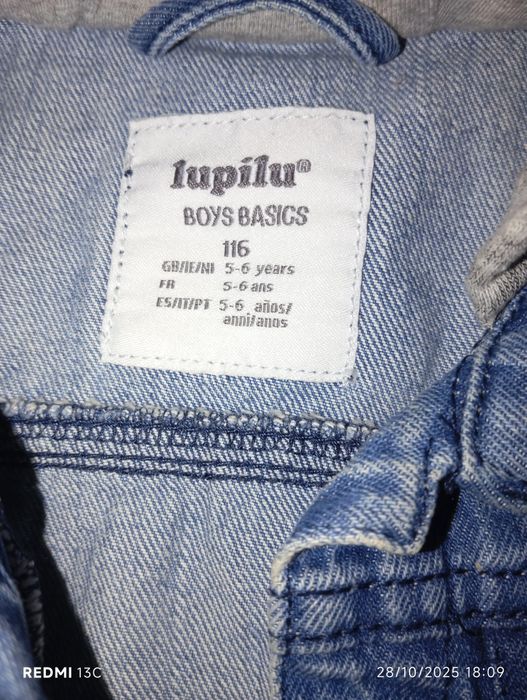 lupilu®
BOYS BASICS
116
GB/IE/NI 5-6 years
FR 5-6 ans
ES/IT/PT 5-6 años/
anni/anos
REDMI 13C
28/10/2025 18:09